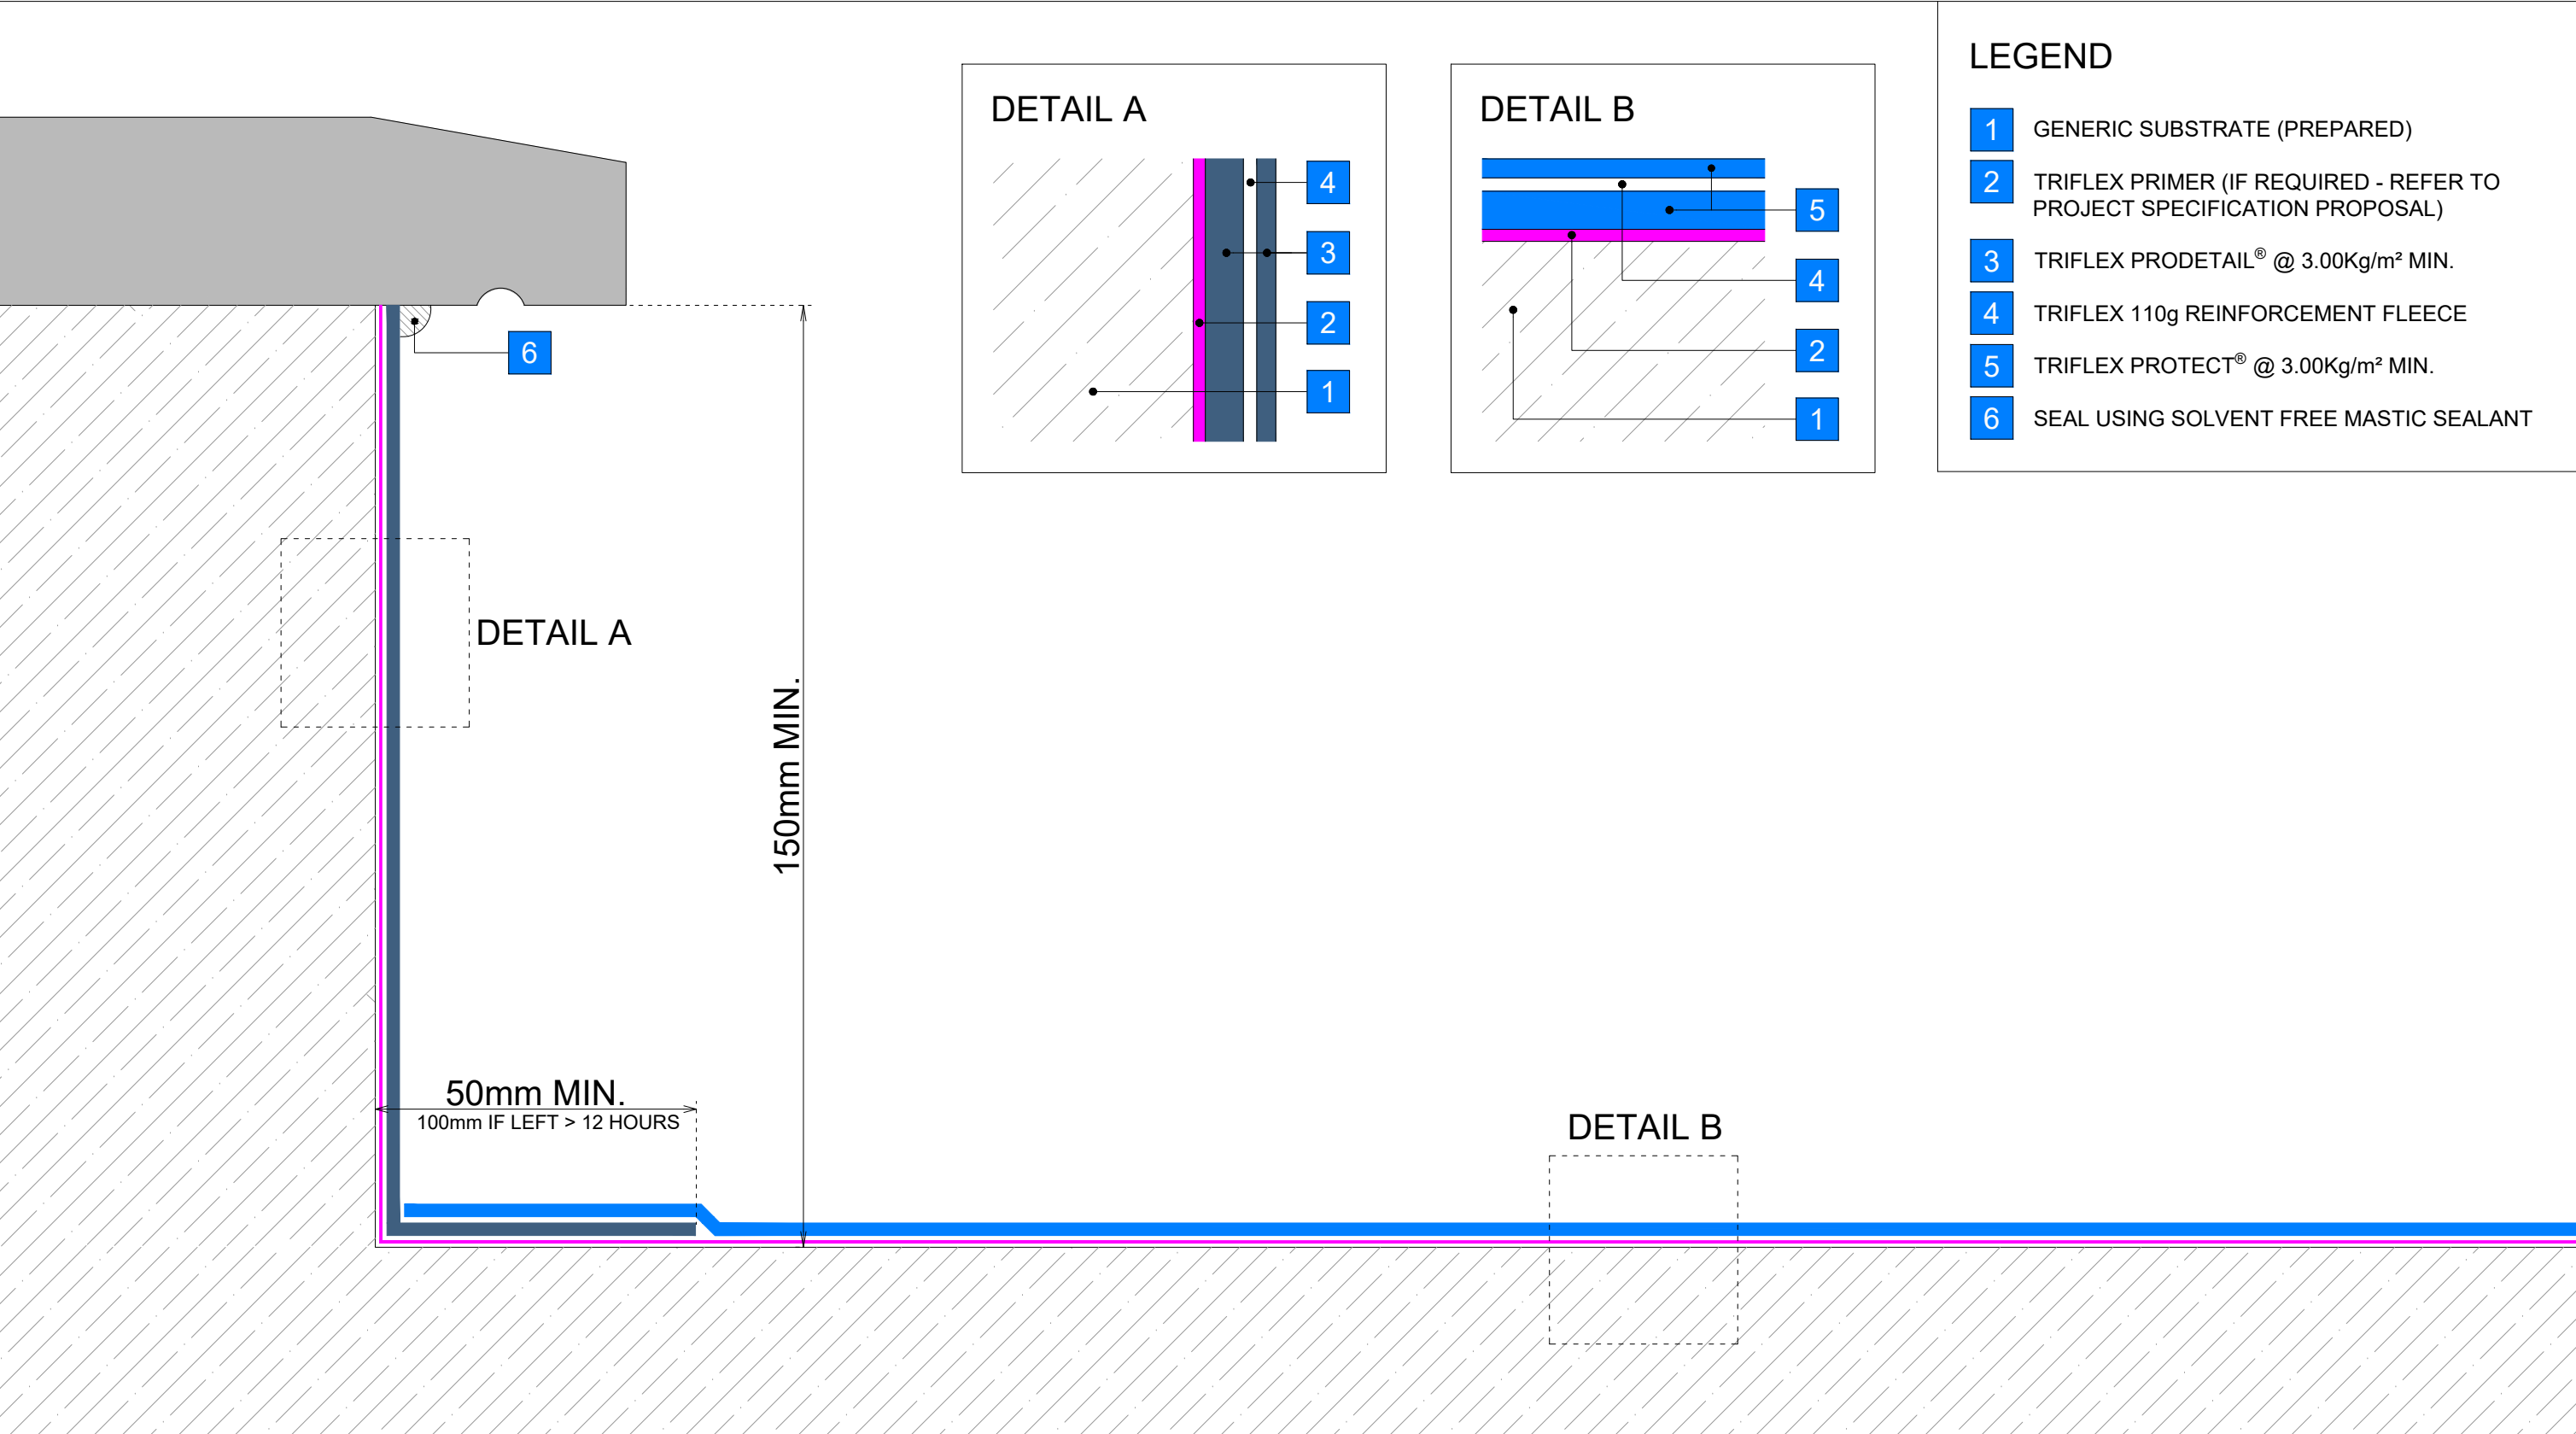 DETAIL A
4
3
2
1
DETAIL B
5
4
2
1
LEGEND
1 GENERIC SUBSTRATE (PREPARED)
2 TRIFLEX PRIMER (IF REQUIRED - REFER TO
PROJECT SPECIFICATION PROPOSAL)
3 TRIFLEX PRODETAIL® @ 3.00Kg/m² MIN.
4 TRIFLEX 110g REINFORCEMENT FLEECE
5 TRIFLEX PROTECT® @ 3.00Kg/m² MIN.
6 SEAL USING SOLVENT FREE MASTIC SEALANT
6
DETAIL A
150mm MIN.
50mm MIN.
100mm IF LEFT > 12 HOURS
DETAIL B